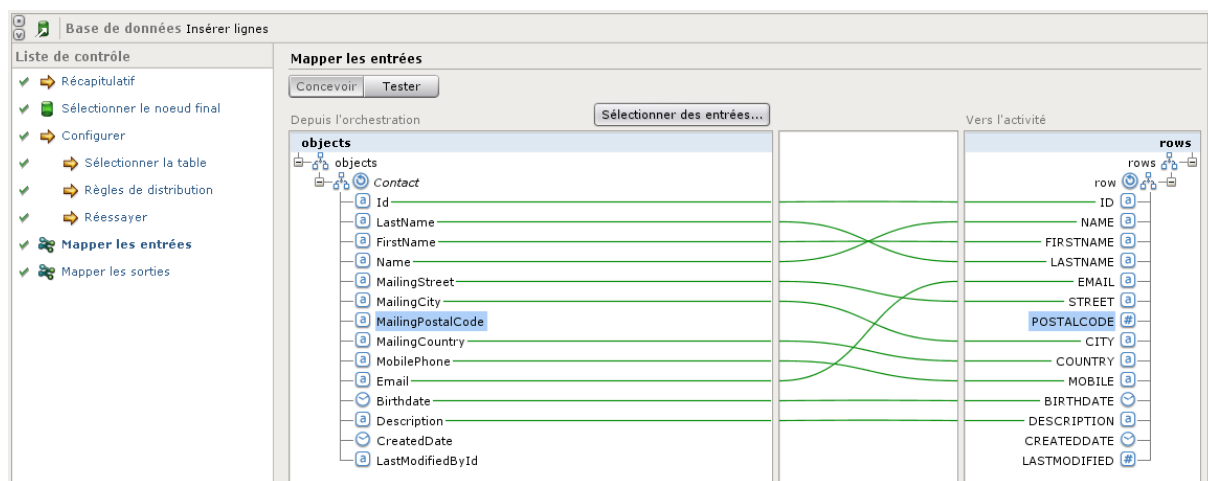 Base de données Insérer lignes
Liste de contrôle
Récapitulatif
Sélectionner le noeud final
Configurer
Sélectionner la table
Règles de distribution
Réessayer
Mapper les entrées
Mapper les sorties
Mapper les entrées
Concevoir Tester
Depuis l'orchestration Sélectionner des entrées... Vers l'activité
objects rows
objects rows
Contact row
a Id ID a
a LastName NAME a
a FirstName FIRSTNAME a
a Name LASTNAME a
a MailingStreet EMAIL a
a MailingCity STREET a
a MailingPostalCode POSTALCODE #
a MailingCountry CITY a
a MobilePhone COUNTRY a
a Email MOBILE a
Birthdate BIRTHDATE
a Description DESCRIPTION a
CreatedDate CREATEDDATE
a LastModifiedById LASTMODIFIED #